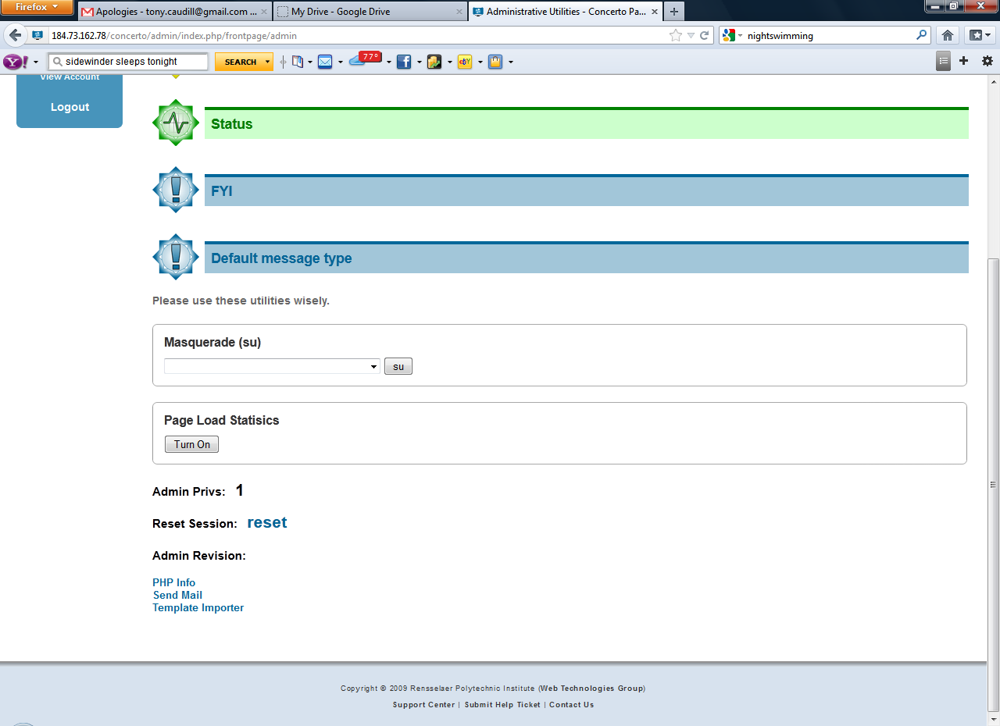 Firefox
Apologies - tony.caudill@gmail.com ...
My Drive - Google Drive
Administrative Utilities - Concerto Pa...
184.73.162.78/concerto/admin/index.php/frontpage/admin
nightswimming
Y!
sidewinder sleeps tonight
SEARCH
77°
View Account
Logout
Status
FYI
Default message type
Please use these utilities wisely.
Masquerade (su)
su
Page Load Statisics
Turn On
Admin Privs: 1
Reset Session: reset
Admin Revision:
PHP Info
Send Mail
Template Importer
Copyright © 2009 Rensselaer Polytechnic Institute (Web Technologies Group)
Support Center | Submit Help Ticket | Contact Us